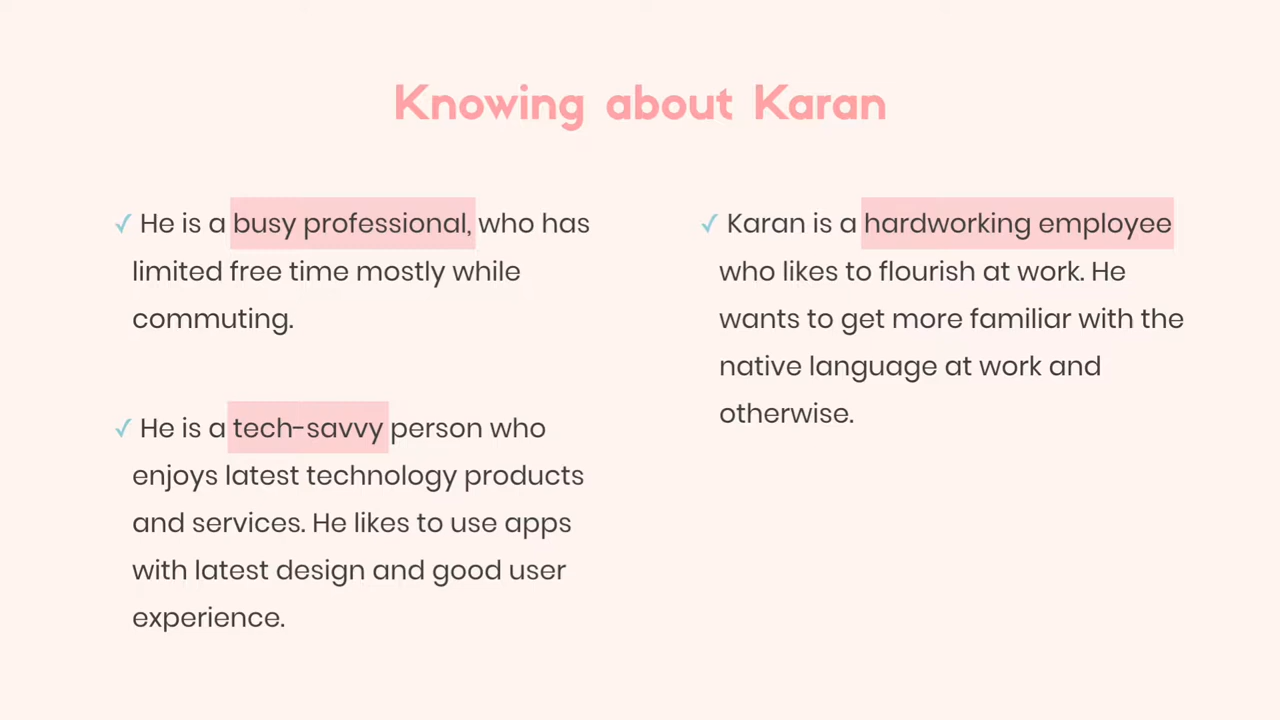 Knowing about Karan
✓ He is a busy professional, who has
limited free time mostly while
commuting.
✓ He is a tech-savvy person who
enjoys latest technology products
and services. He likes to use apps
with latest design and good user
experience.
✓ Karan is a hardworking employee
who likes to flourish at work. He
wants to get more familiar with the
native language at work and
otherwise.